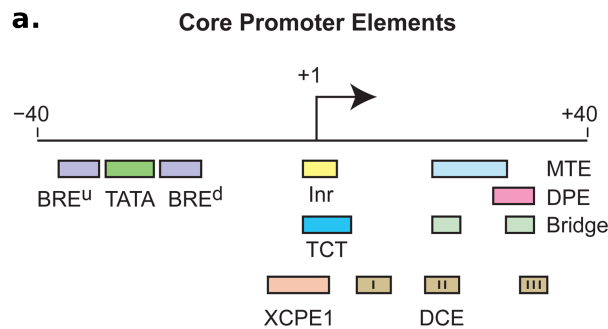 a. Core Promoter Elements
+1
−40 +40
MTE
BREᵘ TATA BREᵈ Inr DPE
Bridge
TCT
I II III
XCPE1 DCE